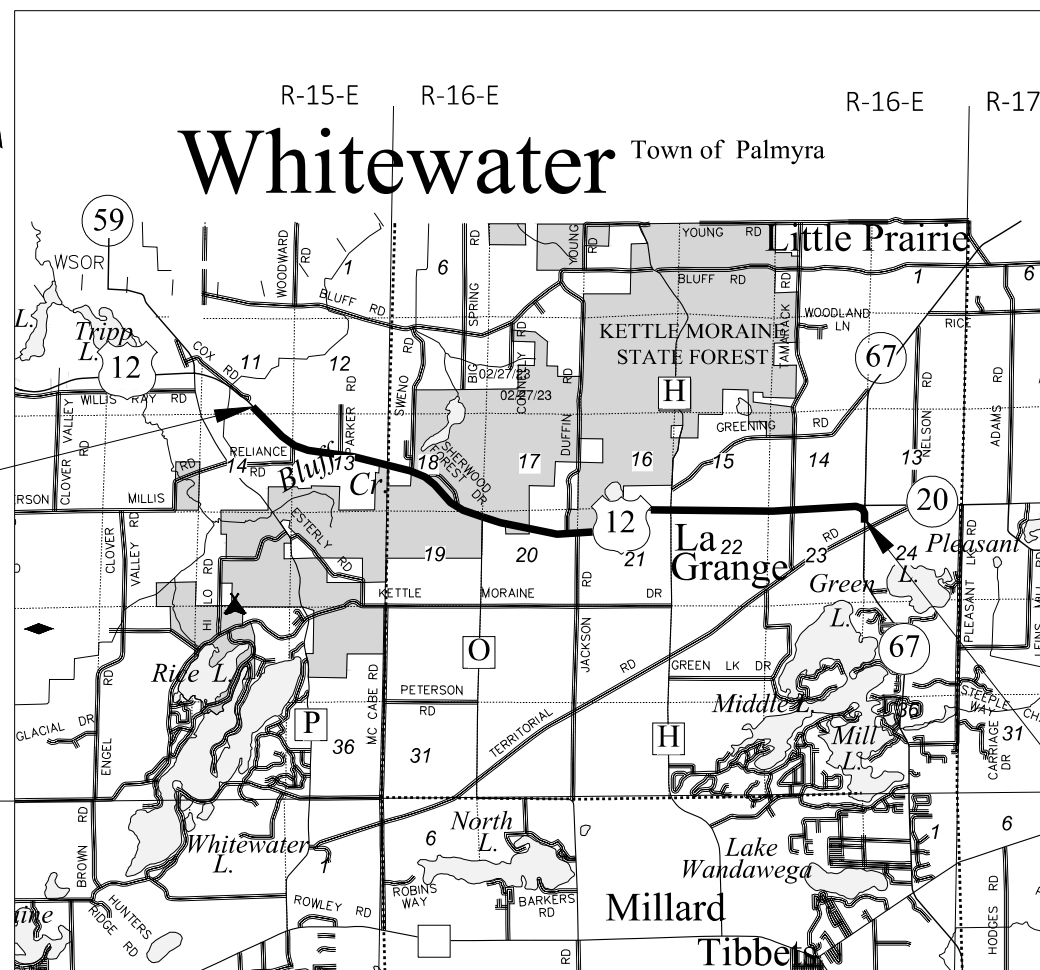 R-15-E
R-16-E
R-16-E
R-17
Whitewater
Town of Palmyra
59
WSOR
WOODWARD RD
1
6
SPRING
RD
YOUNG
RD
YOUNG RD
Little Prairie
BLUFF RD
1
6
BLUFF RD
L.
Tripp
L.
12
COX RD
11
12
RD
PARKER
SWENO
RD
BIG
RD
CONNELLY
02/27/23
02/27/23
KETTLE MORAINE
STATE FOREST
RD
TAMARACK
WOODLAND
LN
RICE
67
H
RD
DUFFIN
RD
NELSON
RD
ADAMS
WILLIS RAY RD
CLOVER VALLEY
RD
RELIANCE
RD
14
Bluff
Cr.
13
18
SHERWOOD
FOREST DR
17
16
GREENING RD
15
14
13
ERSON
MILLIS
RD
CLOVER
VALLEY
ESTERLY RD
19
20
12
21
La
Grange
22
23
RD
20
24
Pleasant
L.
RD
LK
PLEASANT
RD
HI LO
KETTLE MORAINE DR
RD
JACKSON
Green
L.
67
Rice L.
O
RD
GREEN LK DR
Middle L.
Mill
L.
36
STEEPLE CH
WAY
31
CARRIAGE
DR
GLACIAL DR
RD
ENGEL
P
36
MC CABE RD
PETERSON
RD
31
TERRITORIAL
H
RD
BROWN
Whitewater
L.
1
6
North
L.
Lake
Wandawega
1
6
HUNTERS
RIDGE RD
ROWLEY RD
ROBINS
WAY
BARKERS
RD
Millard
RD
Tibbets
HODGES RD